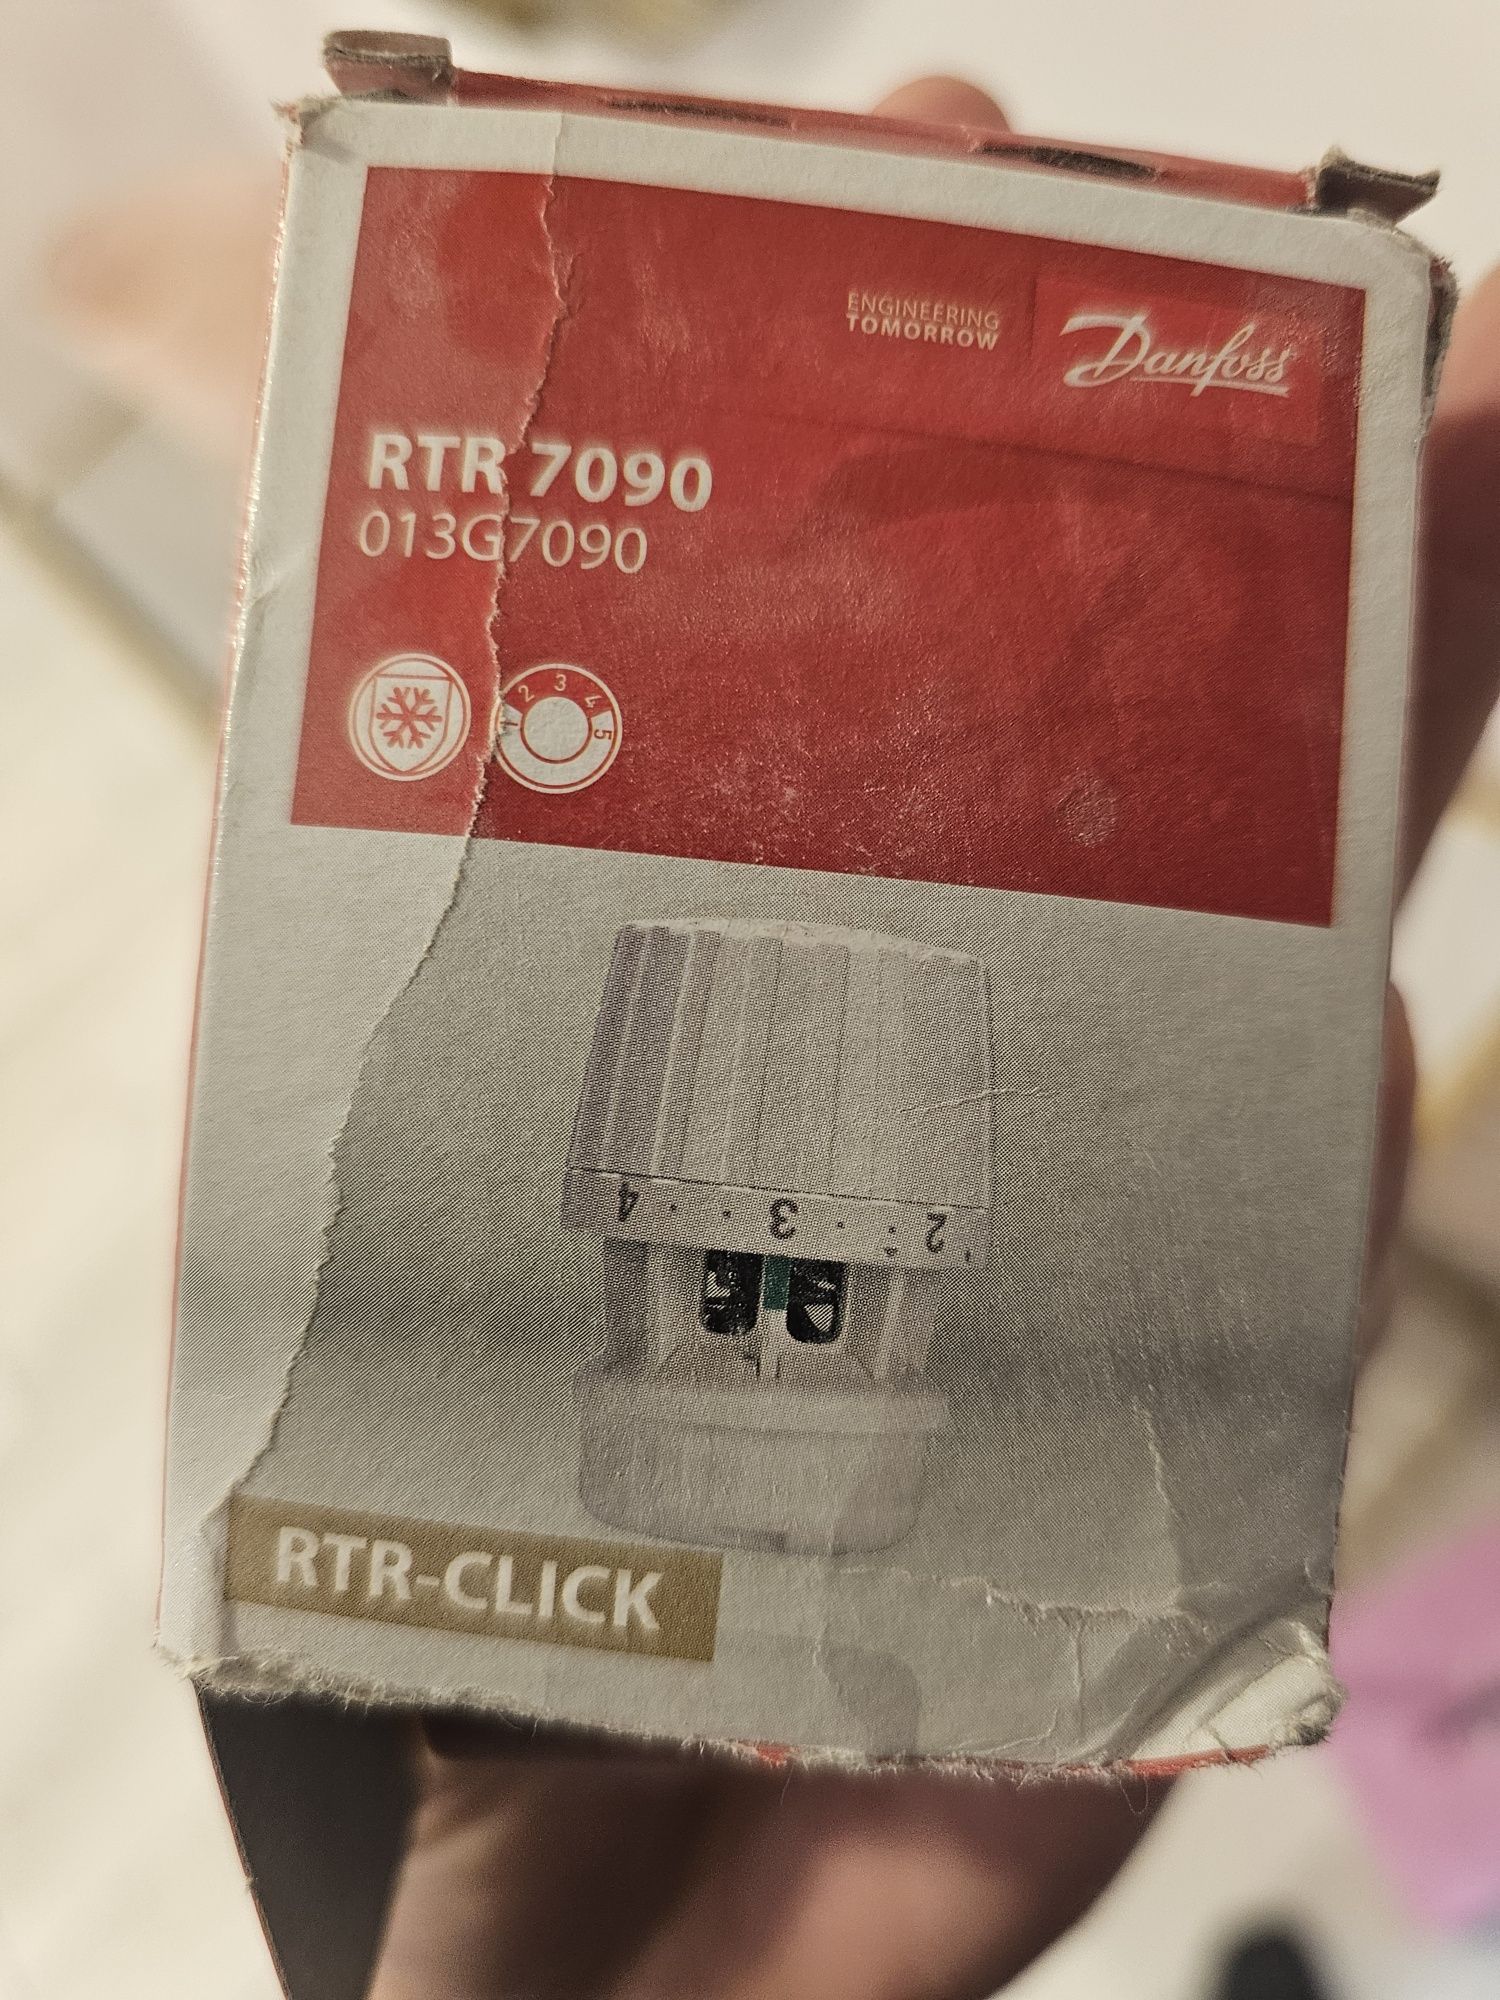 ENGINEERING
TOMORROW
Danfoss
RTR 7090
013G7090
1 2 3 4 5
4 · · 3 · : 2 '
RTR-CLICK